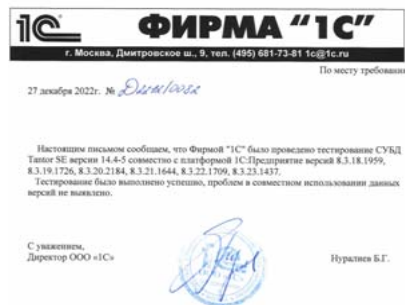 1С ФИРМА "1С"
г. Москва, Дмитровское ш., 9, тел. (495) 681-73-81 1c@1c.ru
По месту требования
27 декабря 2022г. №
Настоящим письмом сообщаем, что Фирмой "1С" было проведено тестирование СУБД
Tantor SE версии 14.4-5 совместно с платформой 1С:Предприятие версий 8.3.18.1959,
8.3.19.1726, 8.3.20.2184, 8.3.21.1644, 8.3.22.1709, 8.3.23.1437.
Тестирование было выполнено успешно, проблем в совместном использовании данных
версий не выявлено.
С уважением,
Директор ООО «1С»
Нуралиев Б.Г.